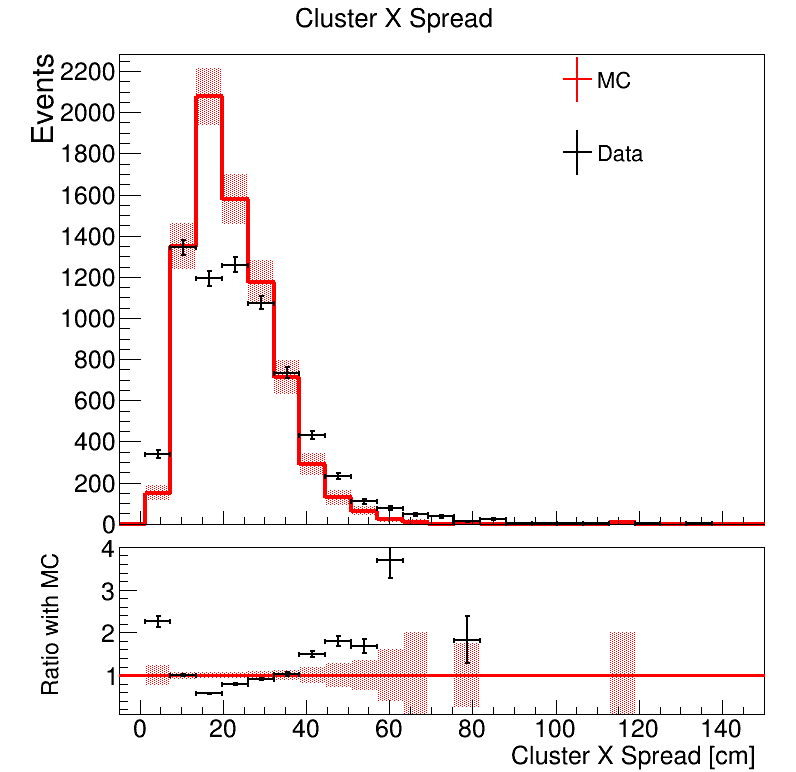 Cluster X Spread
Events
2200
2000
1800
1600
1400
1200
1000
800
600
400
200
0
MC
Data
Ratio with MC
4
3
2
1
0 20 40 60 80 100 120 140
Cluster X Spread [cm]